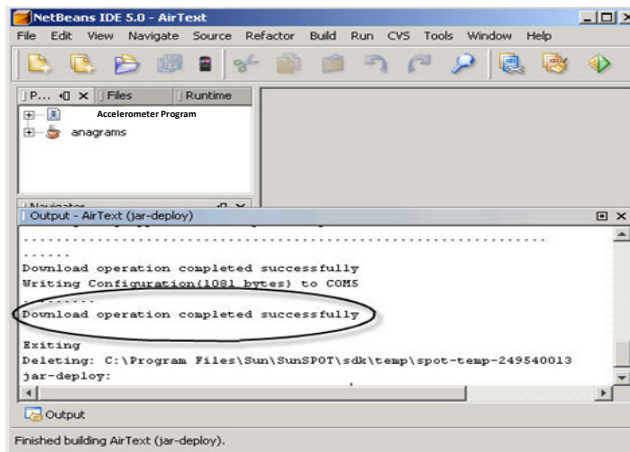 NetBeans IDE 5.0 - AirText
File Edit View Navigate Source Refactor Build Run CVS Tools Window Help
P... Files Runtime
Accelerometer Program
anagrams
Navigator
Output - AirText (jar-deploy)
.................................................................
......
Download operation completed successfully
Writing Configuration(1081 bytes) to COM5
.........
Download operation completed successfully
Exiting
Deleting: C:\Program Files\Sun\SunSPOT\sdk\temp\spot-temp-249540013
jar-deploy:
Output
Finished building AirText (jar-deploy).